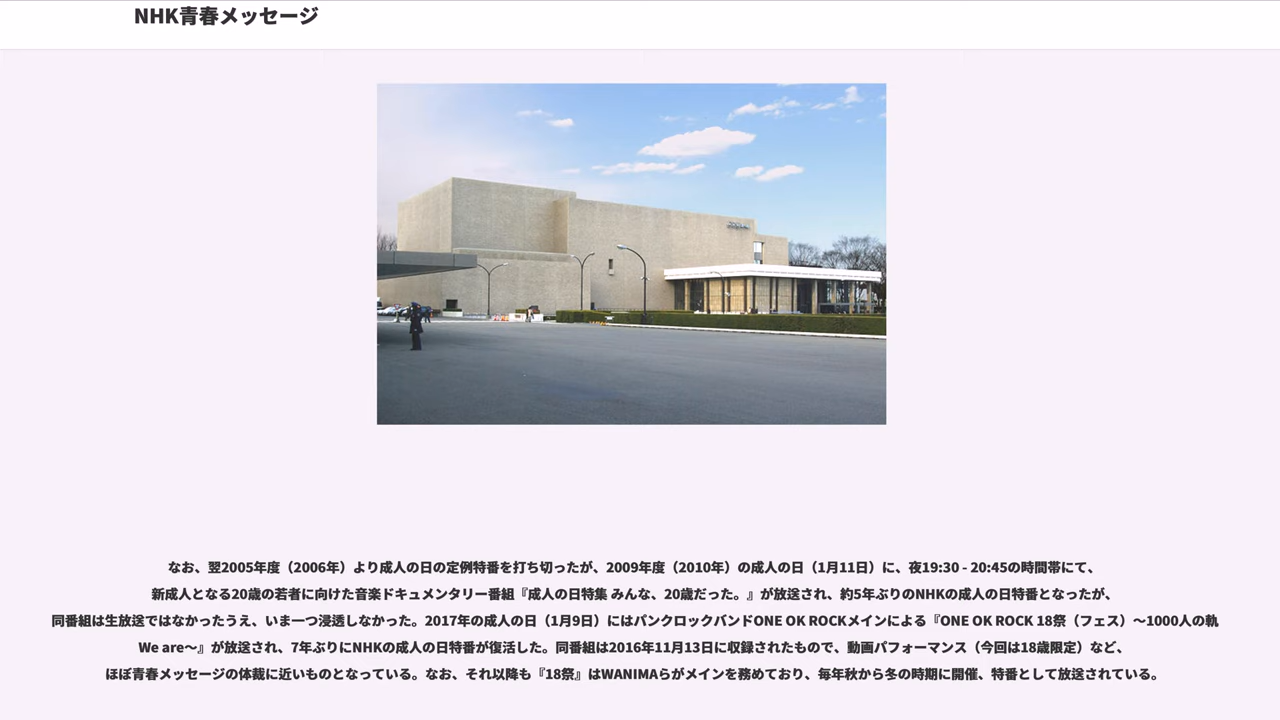 NHK青春メッセージ
なお、翌2005年度（2006年）より成人の日の定例特番を打ち切ったが、2009年度（2010年）の成人の日（1月11日）に、夜19:30 - 20:45の時間帯にて、
新成人となる20歳の若者に向けた音楽ドキュメンタリー番組『成人の日特集 みんな、20歳だった。』が放送され、約5年ぶりのNHKの成人の日特番となったが、
同番組は生放送ではなかったうえ、いま一つ浸透しなかった。2017年の成人の日（1月9日）にはパンクロックバンドONE OK ROCKメインによる『ONE OK ROCK 18祭（フェス）〜1000人の軌
We are〜』が放送され、7年ぶりにNHKの成人の日特番が復活した。同番組は2016年11月13日に収録されたもので、動画パフォーマンス（今回は18歳限定）など、
ほぼ青春メッセージの体裁に近いものとなっている。なお、それ以降も『18祭』はWANIMAらがメインを務めており、毎年秋から冬の時期に開催、特番として放送されている。